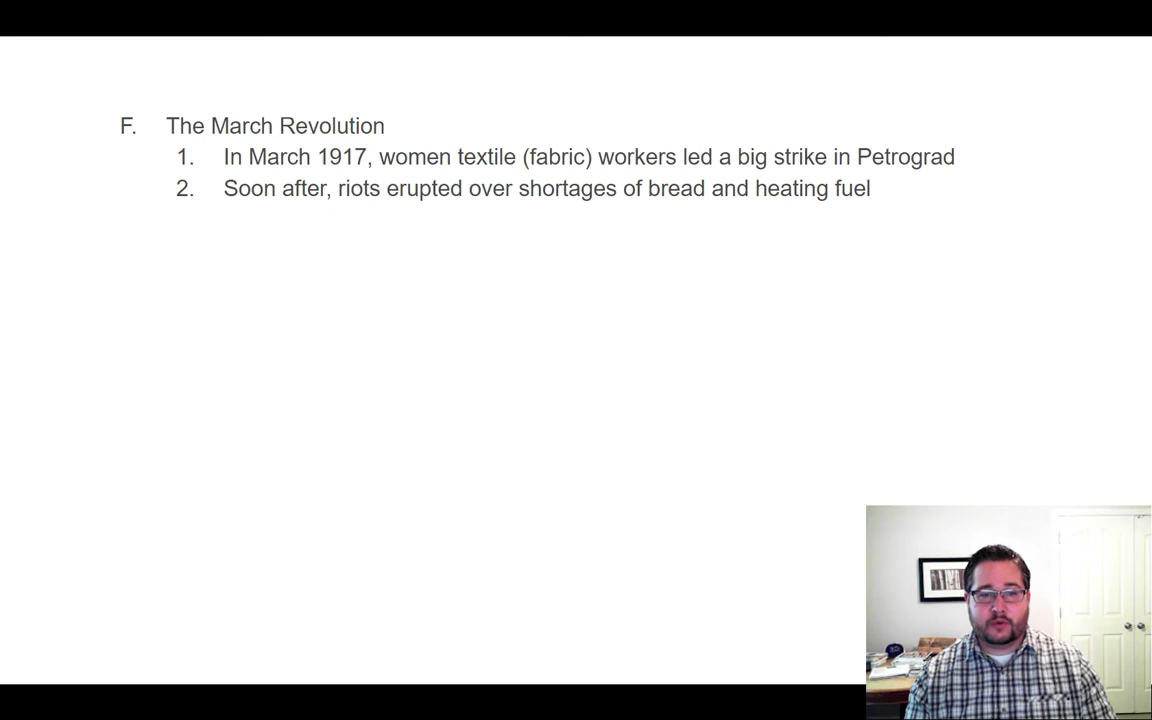 F. The March Revolution
1. In March 1917, women textile (fabric) workers led a big strike in Petrograd
2. Soon after, riots erupted over shortages of bread and heating fuel